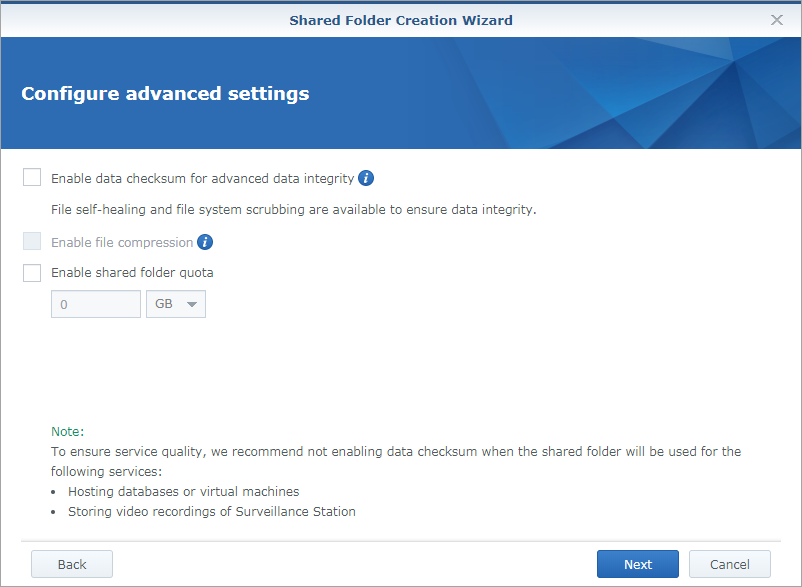 Shared Folder Creation Wizard
Configure advanced settings
Enable data checksum for advanced data integrity i
File self-healing and file system scrubbing are available to ensure data integrity.
Enable file compression i
Enable shared folder quota
0 GB
Note:
To ensure service quality, we recommend not enabling data checksum when the shared folder will be used for the
following services:
• Hosting databases or virtual machines
• Storing video recordings of Surveillance Station
Back Next Cancel